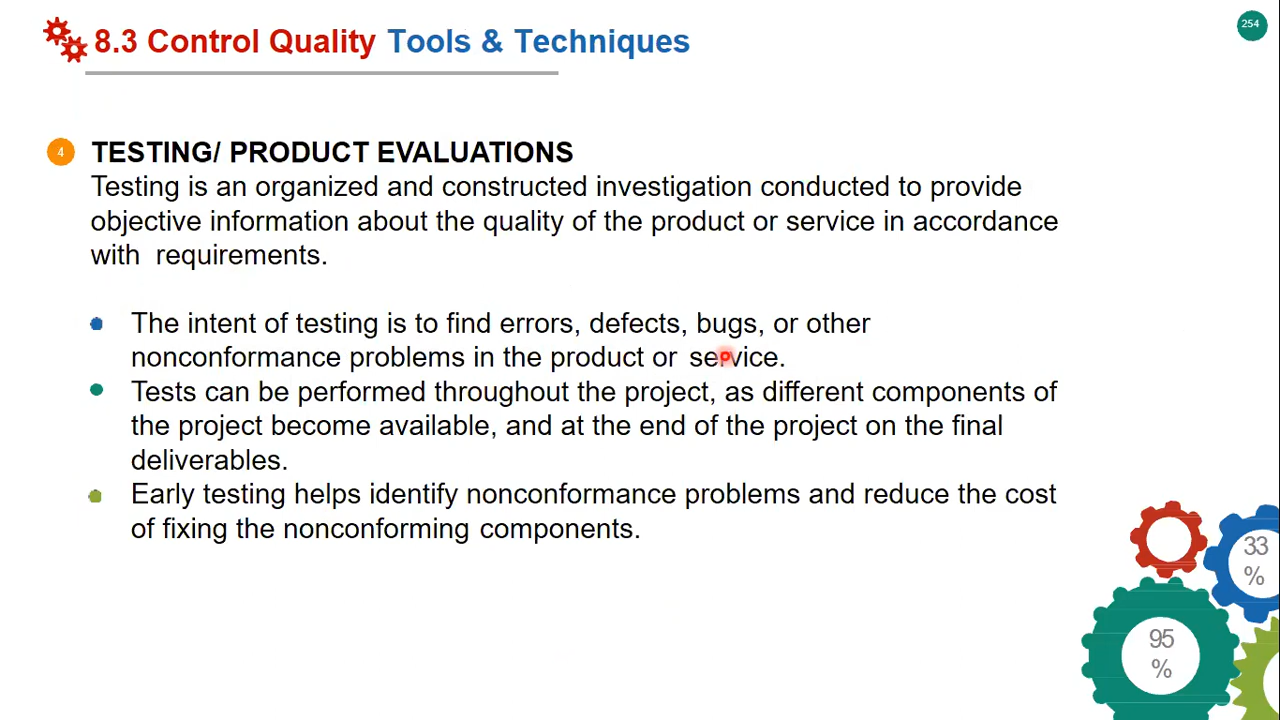 254
8.3 Control Quality Tools & Techniques
4
TESTING/ PRODUCT EVALUATIONS
Testing is an organized and constructed investigation conducted to provide
objective information about the quality of the product or service in accordance
with requirements.
The intent of testing is to find errors, defects, bugs, or other
nonconformance problems in the product or service.
Tests can be performed throughout the project, as different components of
the project become available, and at the end of the project on the final
deliverables.
Early testing helps identify nonconformance problems and reduce the cost
of fixing the nonconforming components.
33
%
95
%